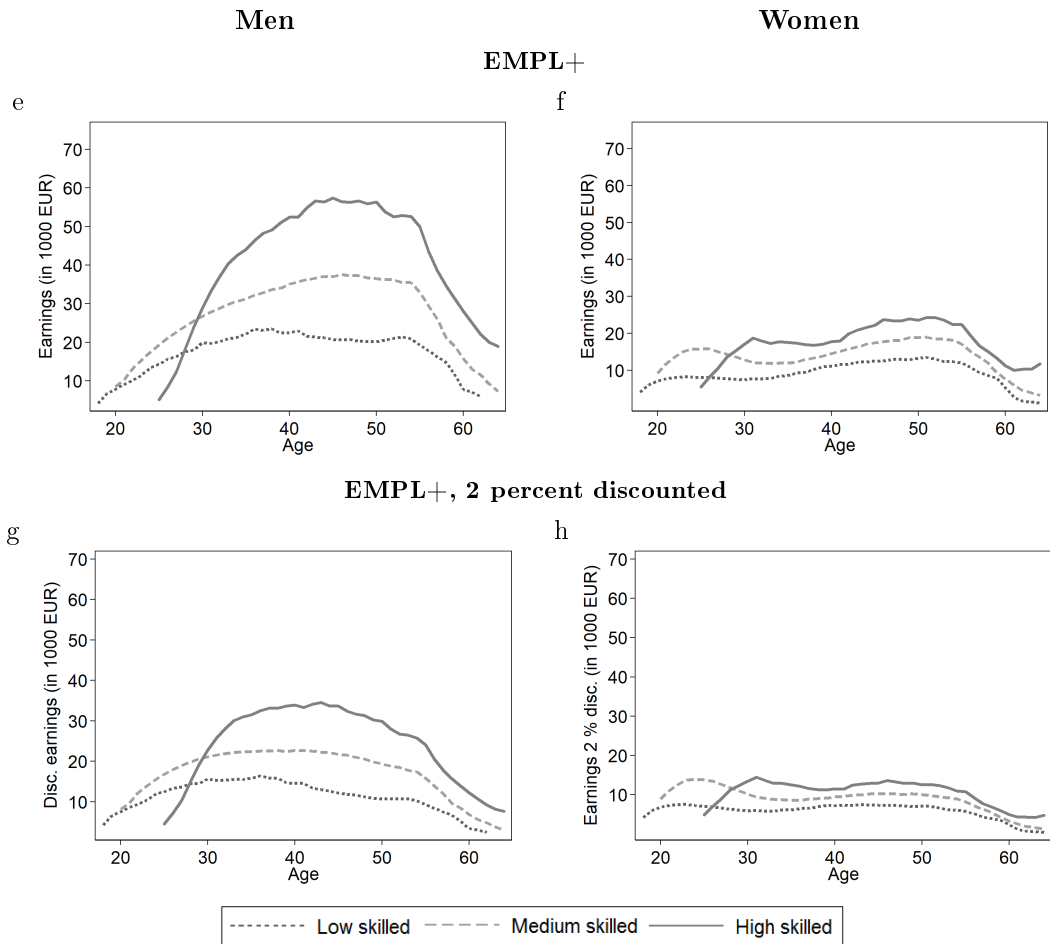 Men Women
EMPL+
e f
70 70
60 60
50 50
40 40
30 30
20 20
10 10
Earnings (in 1000 EUR) Earnings (in 1000 EUR)
20 30 40 50 60 20 30 40 50 60
Age Age
EMPL+, 2 percent discounted
g h
70 70
60 60
50 50
40 40
30 30
20 20
10 10
Disc. earnings (in 1000 EUR) Earnings 2 % disc. (in 1000 EUR)
20 30 40 50 60 20 30 40 50 60
Age Age
Low skilled Medium skilled High skilled